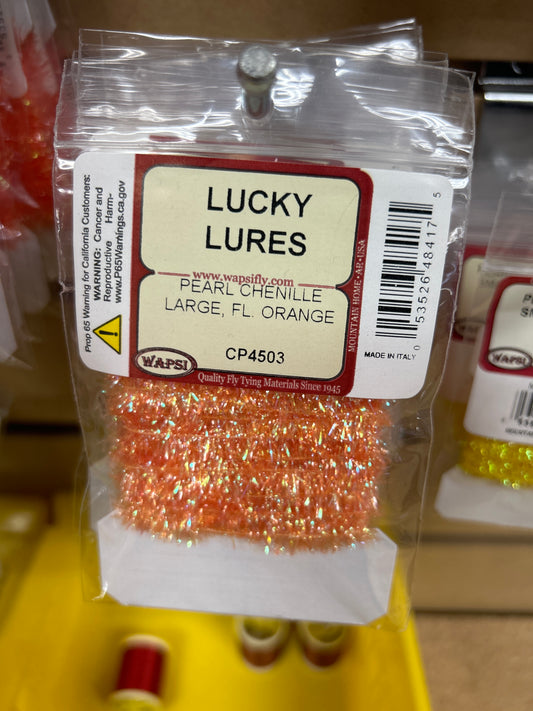 Prop 65 Warning for California Customers:
WARNING: Cancer and
Reproductive Harm-
www.P65Warnings.ca.gov
LUCKY
LURES
www.wapsifly.com
PEARL CHENILLE
LARGE, FL. ORANGE
CP4503
WAPSI
Quality Fly Tying Materials Since 1945
MOUNTAIN HOME-AR-USA
0 53526 48417 5
MADE IN ITALY
WAPSI